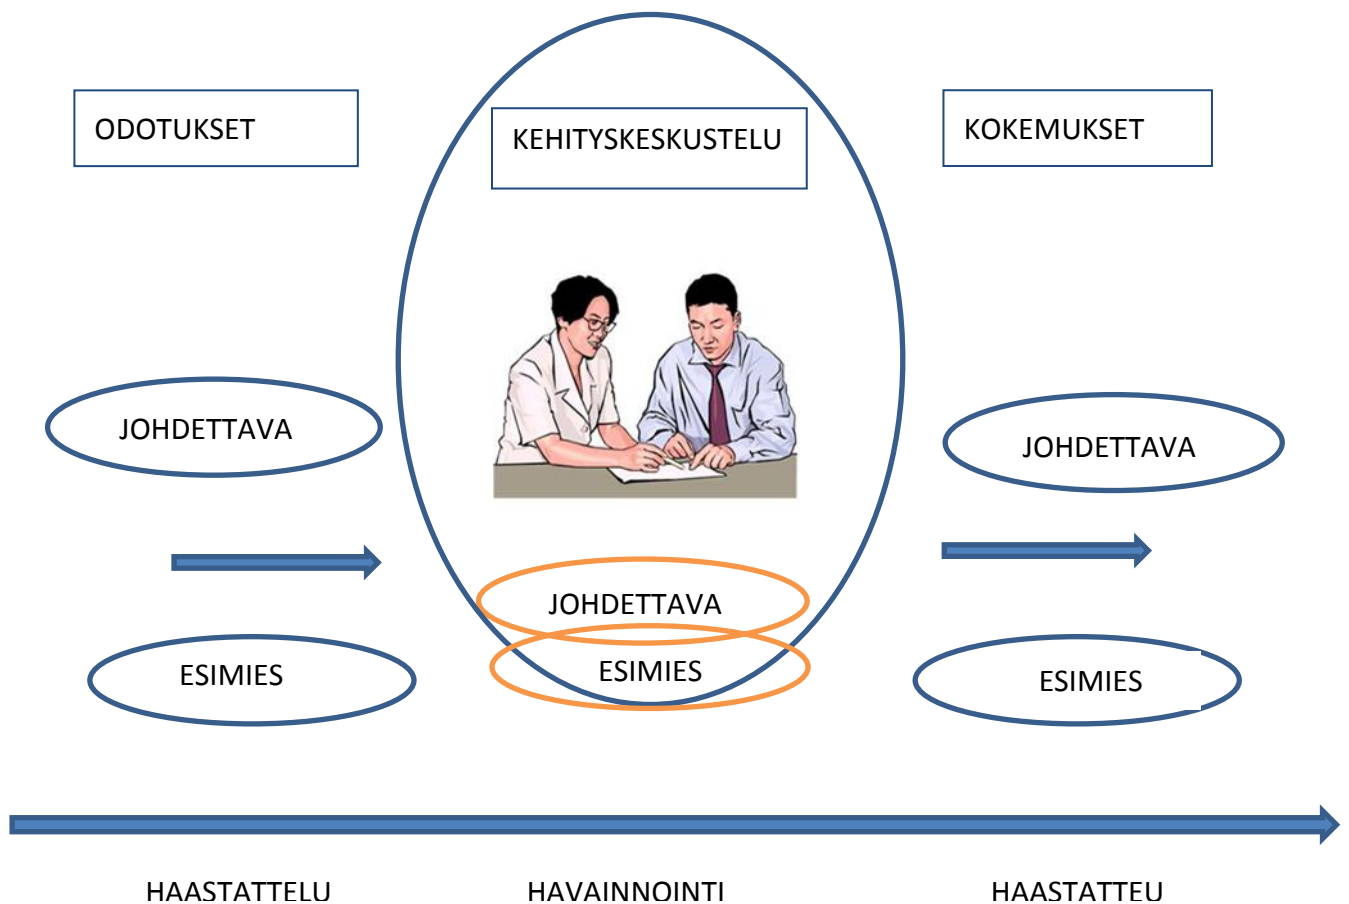 ODOTUKSET
KEHITYSKESKUSTELU
KOKEMUKSET
JOHDETTAVA
JOHDETTAVA
JOHDETTAVA
ESIMIES
ESIMIES
ESIMIES
HAASTATTELU
HAVAINNOINTI
HAASTATTEU